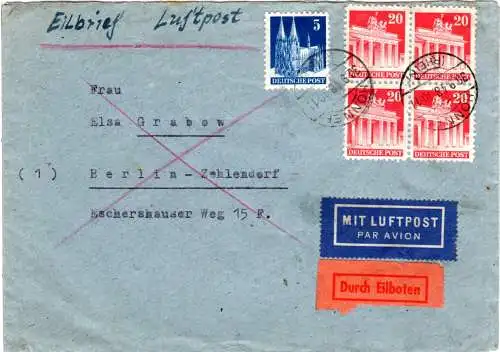 Eilbrief Luftpost
5
DEUTSCHE POST
20
20
DEUTSCHE POST
DEUTSCHE POST
20
20
DEUTSCHE POST
DEUTSCHE POST
Frau
Elsa Grabow
(1) Berlin-Zehlendorf
Eschershauser Weg 15 F.
MIT LUFTPOST
PAR AVION
Durch Eilboten